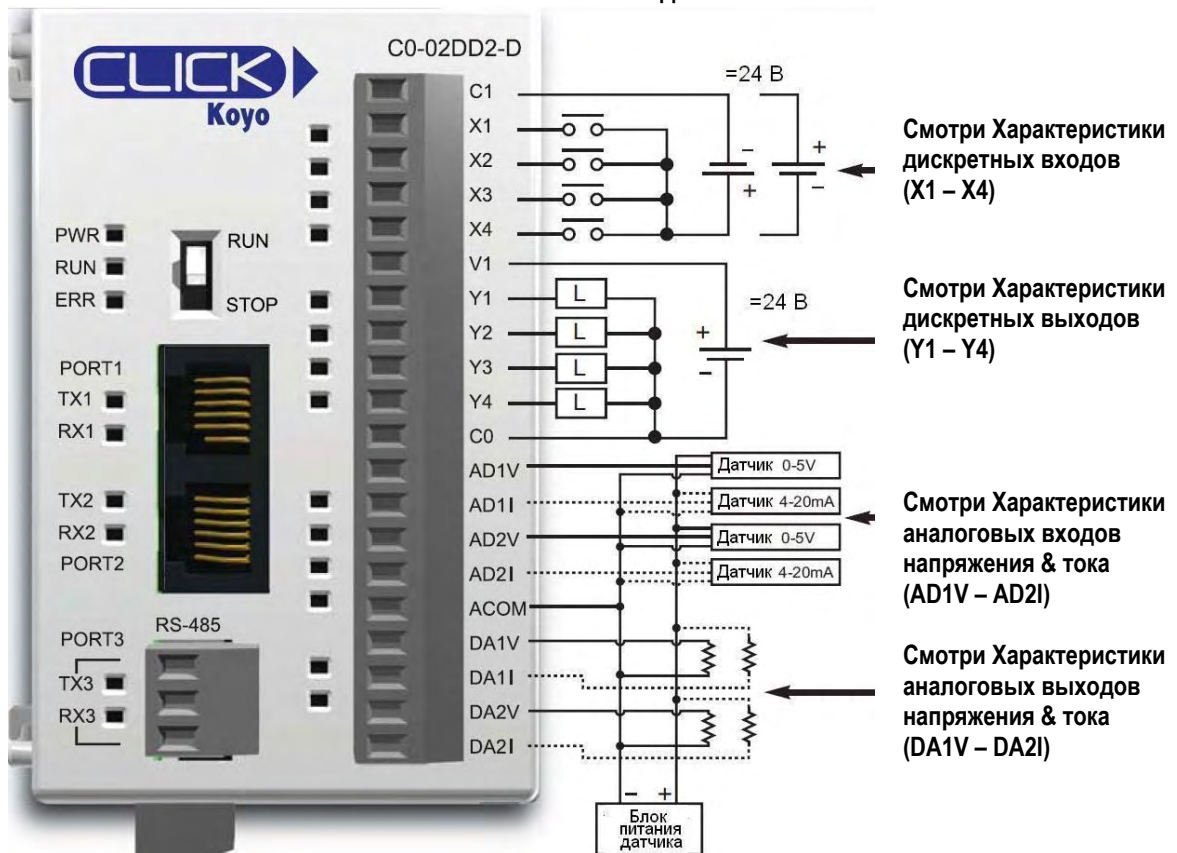 CLICK
Koyo
C0-02DD2-D
C1
X1
X2
X3
X4
V1
Y1
Y2
Y3
Y4
C0
AD1V
AD1I
AD2V
AD2I
ACOM
DA1V
DA1I
DA2V
DA2I
PWR
RUN
ERR
RUN
STOP
PORT1
TX1
RX1
TX2
RX2
PORT2
RS-485
PORT3
TX3
RX3
=24 В
–
+
+
–
L
L
L
L
=24 В
+
–
Датчик 0-5V
Датчик 4-20mA
Датчик 0-5V
Датчик 4-20mA
– +
Блок
питания
датчика
Смотри Характеристики
дискретных входов
(X1 – X4)
Смотри Характеристики
дискретных выходов
(Y1 – Y4)
Смотри Характеристики
аналоговых входов
напряжения & тока
(AD1V – AD2I)
Смотри Характеристики
аналоговых выходов
напряжения & тока
(DA1V – DA2I)